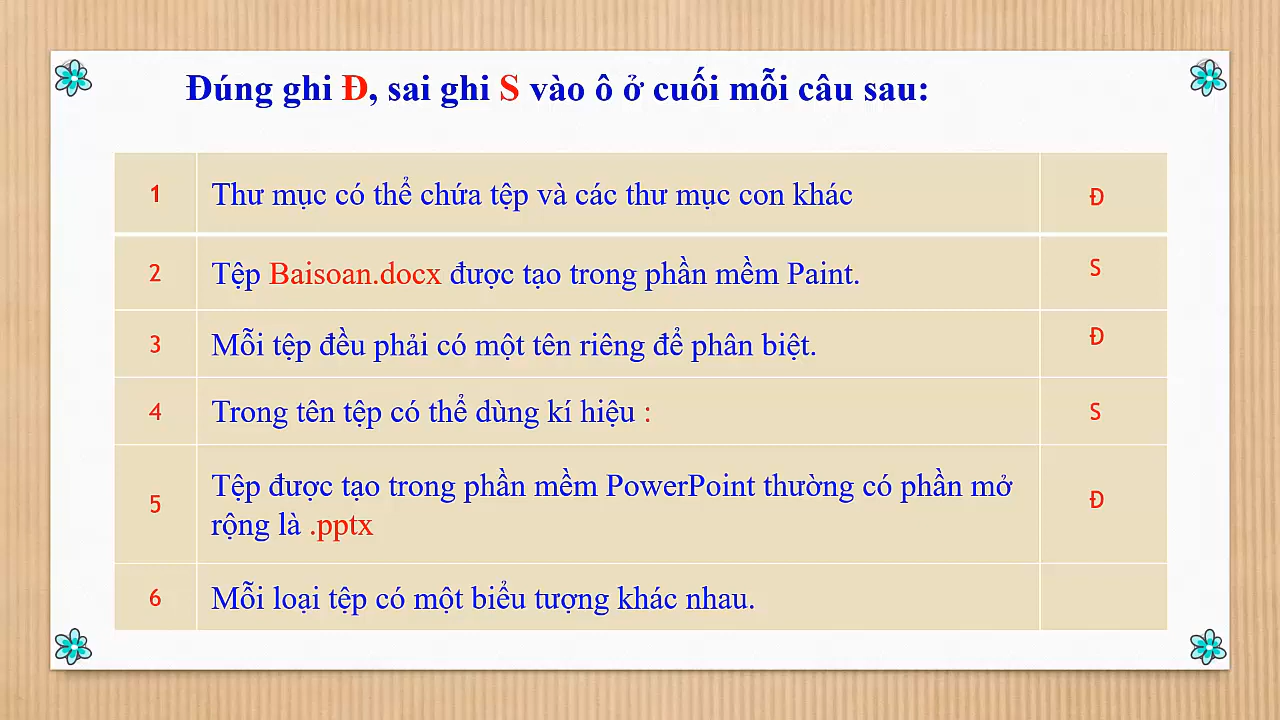 Đúng ghi Đ, sai ghi S vào ô ở cuối mỗi câu sau:
1 Thư mục có thể chứa tệp và các thư mục con khác Đ
2 Tệp Baisoan.docx được tạo trong phần mềm Paint. S
3 Mỗi tệp đều phải có một tên riêng để phân biệt. Đ
4 Trong tên tệp có thể dùng kí hiệu : S
5 Tệp được tạo trong phần mềm PowerPoint thường có phần mở Đ
rộng là .pptx
6 Mỗi loại tệp có một biểu tượng khác nhau.